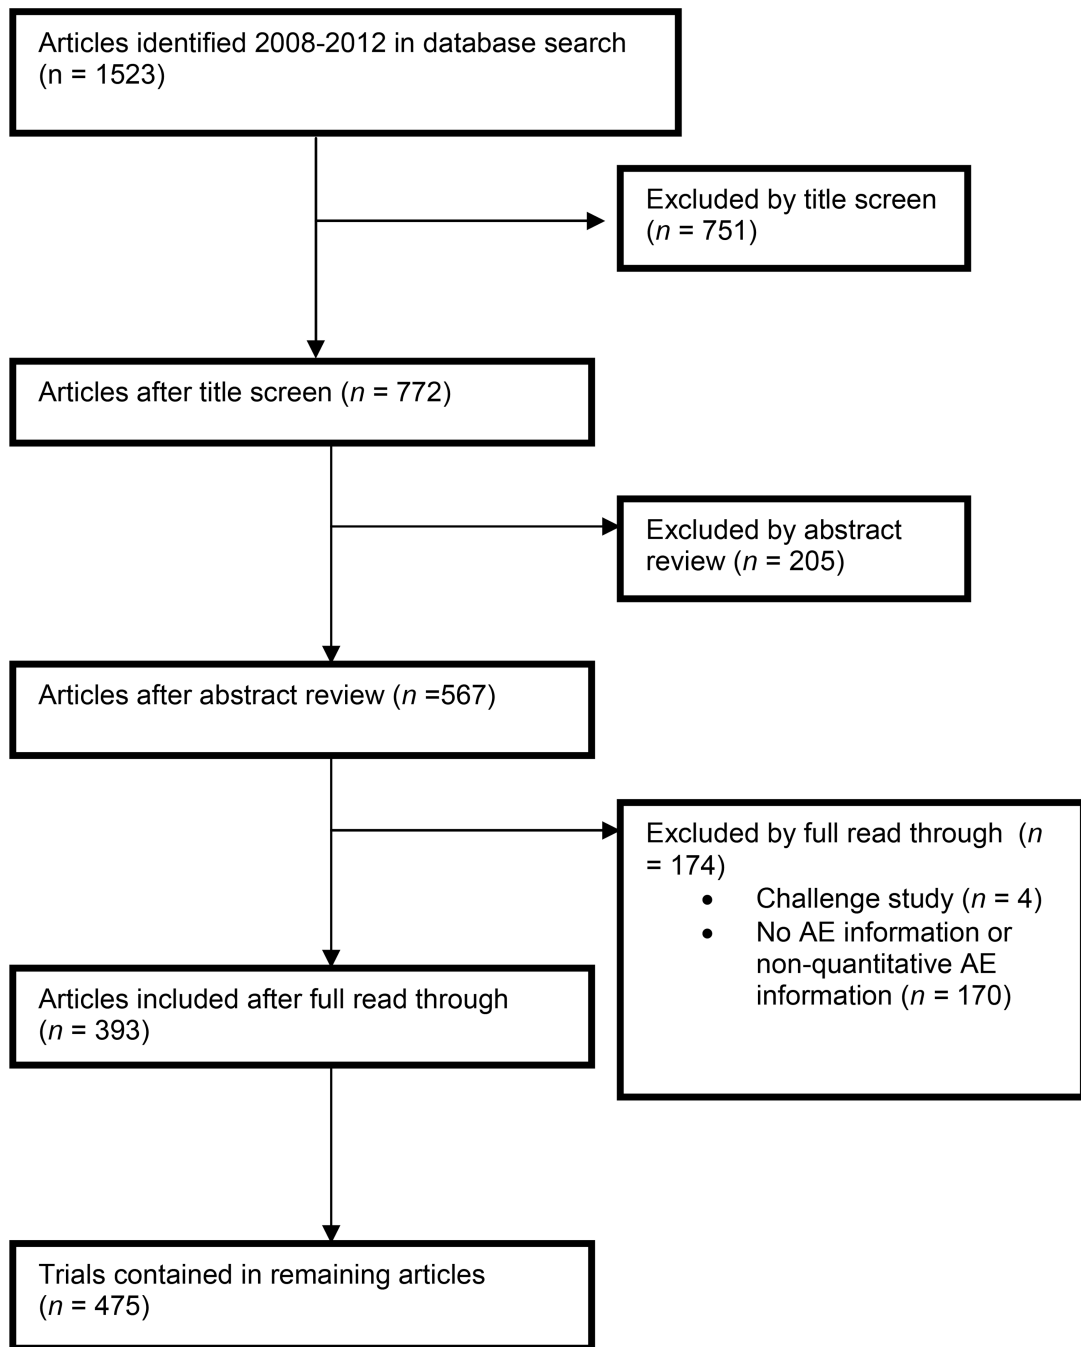 Articles identified 2008-2012 in database search
(n = 1523)
Excluded by title screen
(n = 751)
Articles after title screen (n = 772)
Excluded by abstract
review (n = 205)
Articles after abstract review (n =567)
Excluded by full read through (n
= 174)
• Challenge study (n = 4)
• No AE information or
non-quantitative AE
information (n = 170)
Articles included after full read through
(n = 393)
Trials contained in remaining articles
(n = 475)